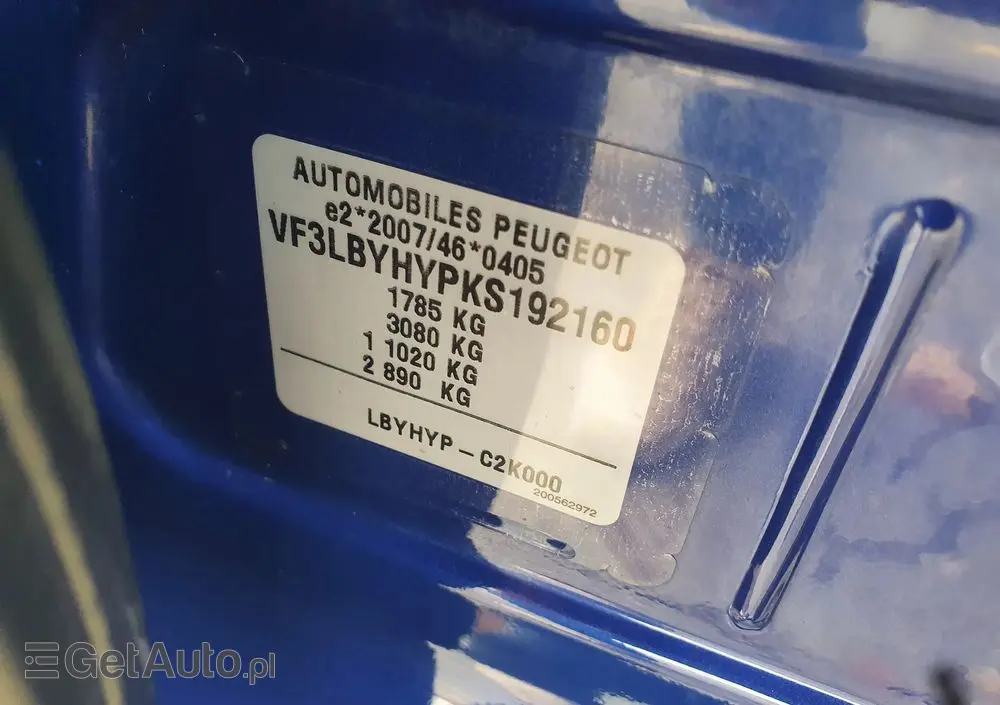 AUTOMOBILES PEUGEOT
e2*2007/46*0405
VF3LBYHYPKS192160
1785 KG
3080 KG
1 1020 KG
2 890 KG
LBYHYP – C2K000
200562972
GetAuto.pl